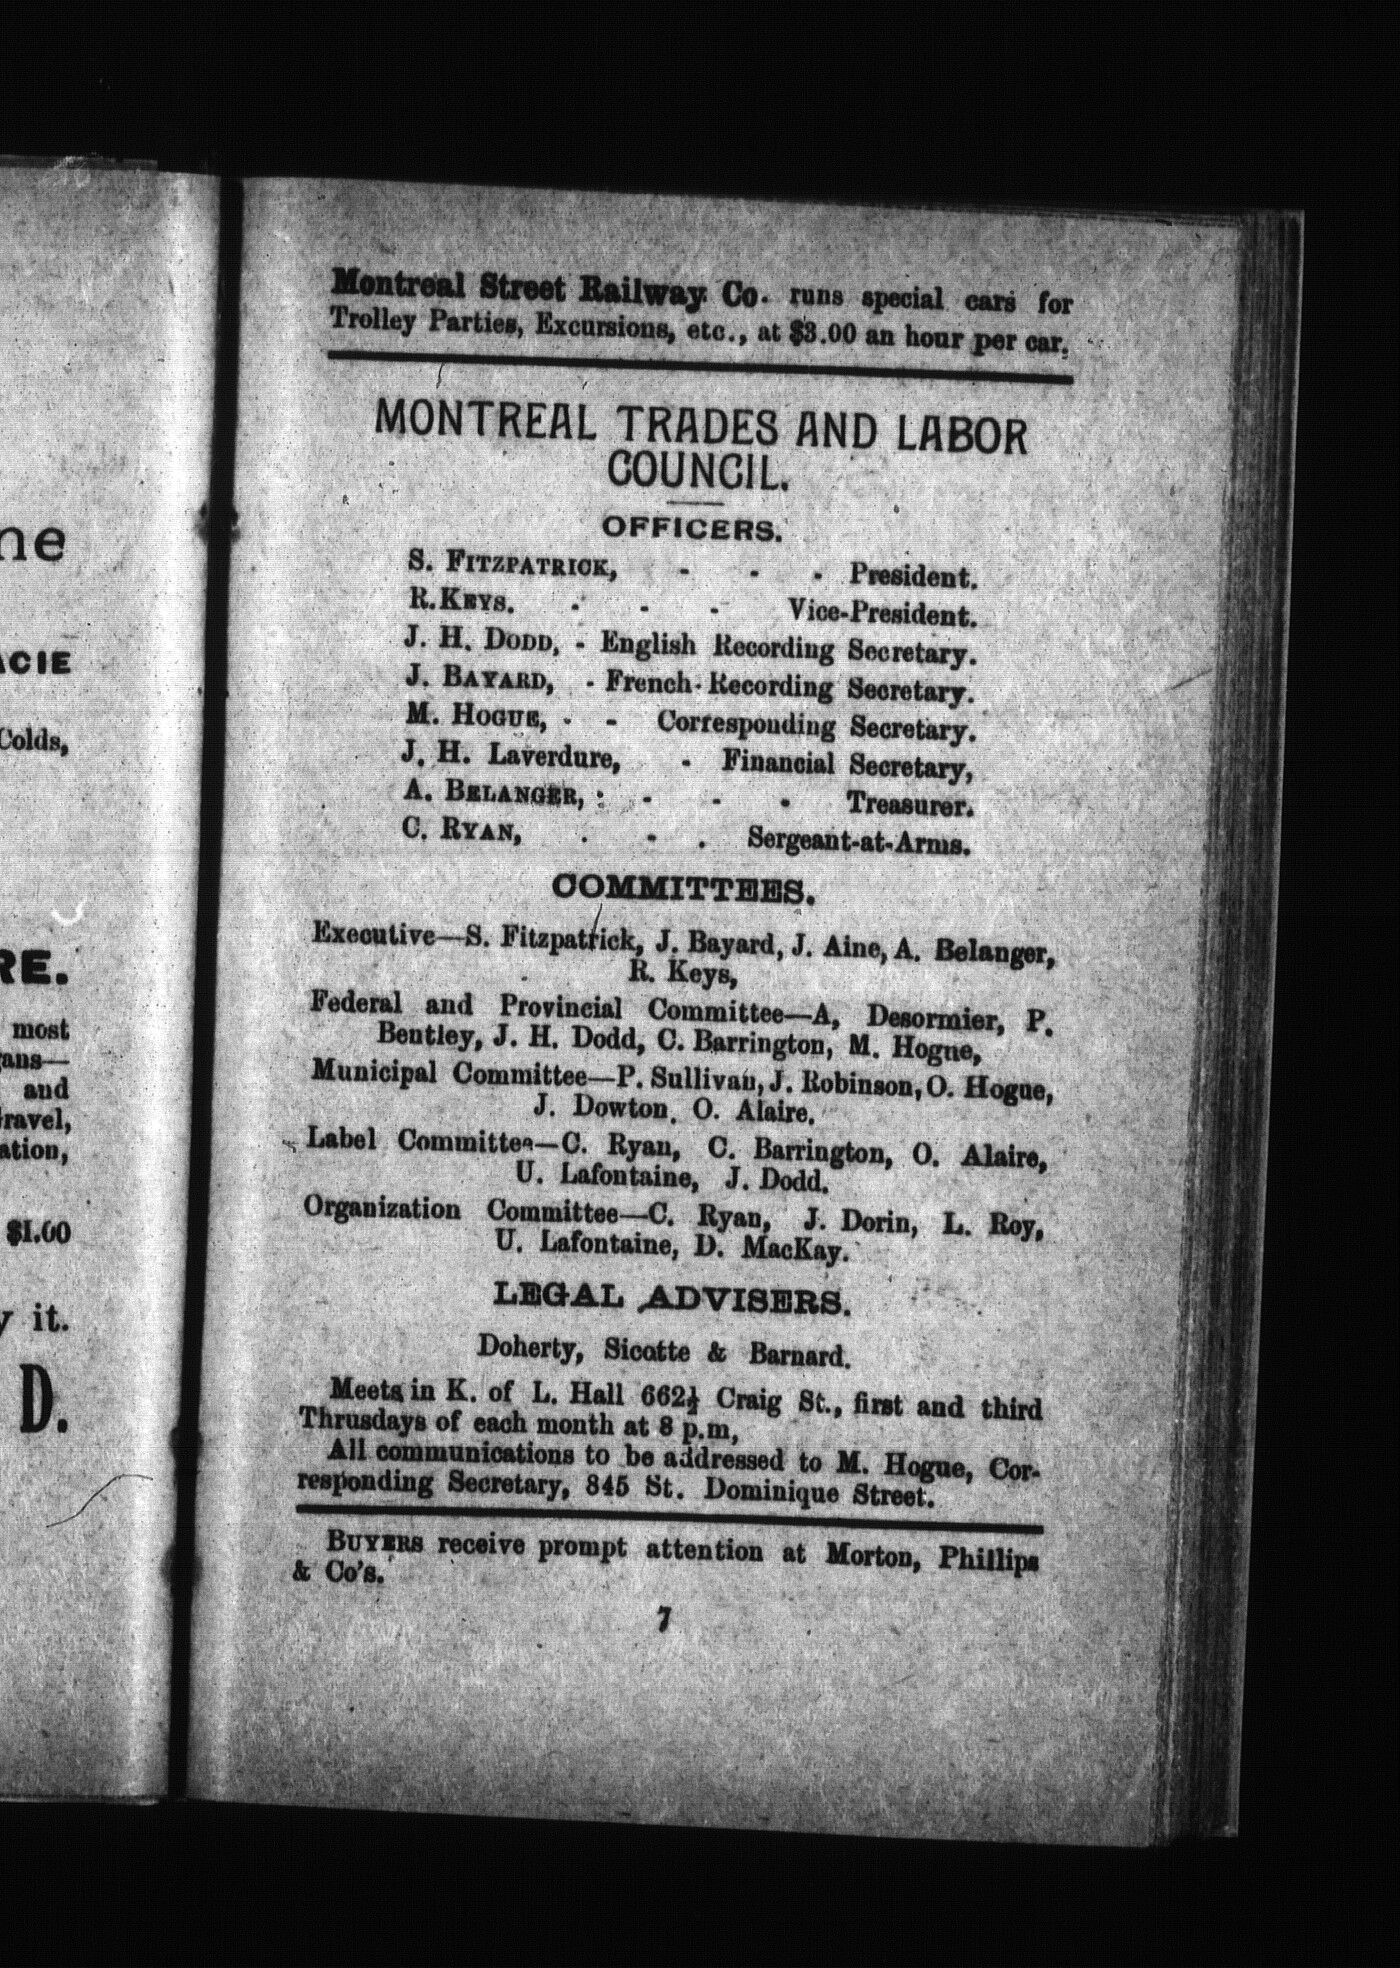 ne
ACIE
Colds,
RE.
most
gans—
and
Gravel,
ation,
$1.00
y it.
D.
Montreal Street Railway Co. runs special cars for
Trolley Parties, Excursions, etc., at $3.00 an hour per car.
MONTREAL TRADES AND LABOR
COUNCIL.
OFFICERS.
S. FITZPATRICK, - - - President.
R. KEYS. - - - Vice-President.
J. H. DODD, - English Recording Secretary.
J. BAYARD, - French Recording Secretary.
M. HOGUE, - - Corresponding Secretary.
J. H. Laverdure, - Financial Secretary,
A. BELANGER, - - - Treasurer.
C. RYAN, . - . Sergeant-at-Arms.
COMMITTEES.
Executive—S. Fitzpatrick, J. Bayard, J. Aine, A. Belanger,
R. Keys,
Federal and Provincial Committee—A, Desormier, P.
Bentley, J. H. Dodd, C. Barrington, M. Hogue,
Municipal Committee—P. Sullivan, J. Robinson, O. Hogue,
J. Dowton. O. Alaire.
Label Committee—C. Ryan, C. Barrington, O. Alaire,
U. Lafontaine, J. Dodd.
Organization Committee—C. Ryan, J. Dorin, L. Roy,
U. Lafontaine, D. MacKay.
LEGAL ADVISERS.
Doherty, Sicotte & Barnard.
Meets in K. of L. Hall 662½ Craig St., first and third
Thrusdays of each month at 8 p.m,
All communications to be addressed to M. Hogue, Cor-
responding Secretary, 845 St. Dominique Street.
BUYERS receive prompt attention at Morton, Phillips
& Co's.
7